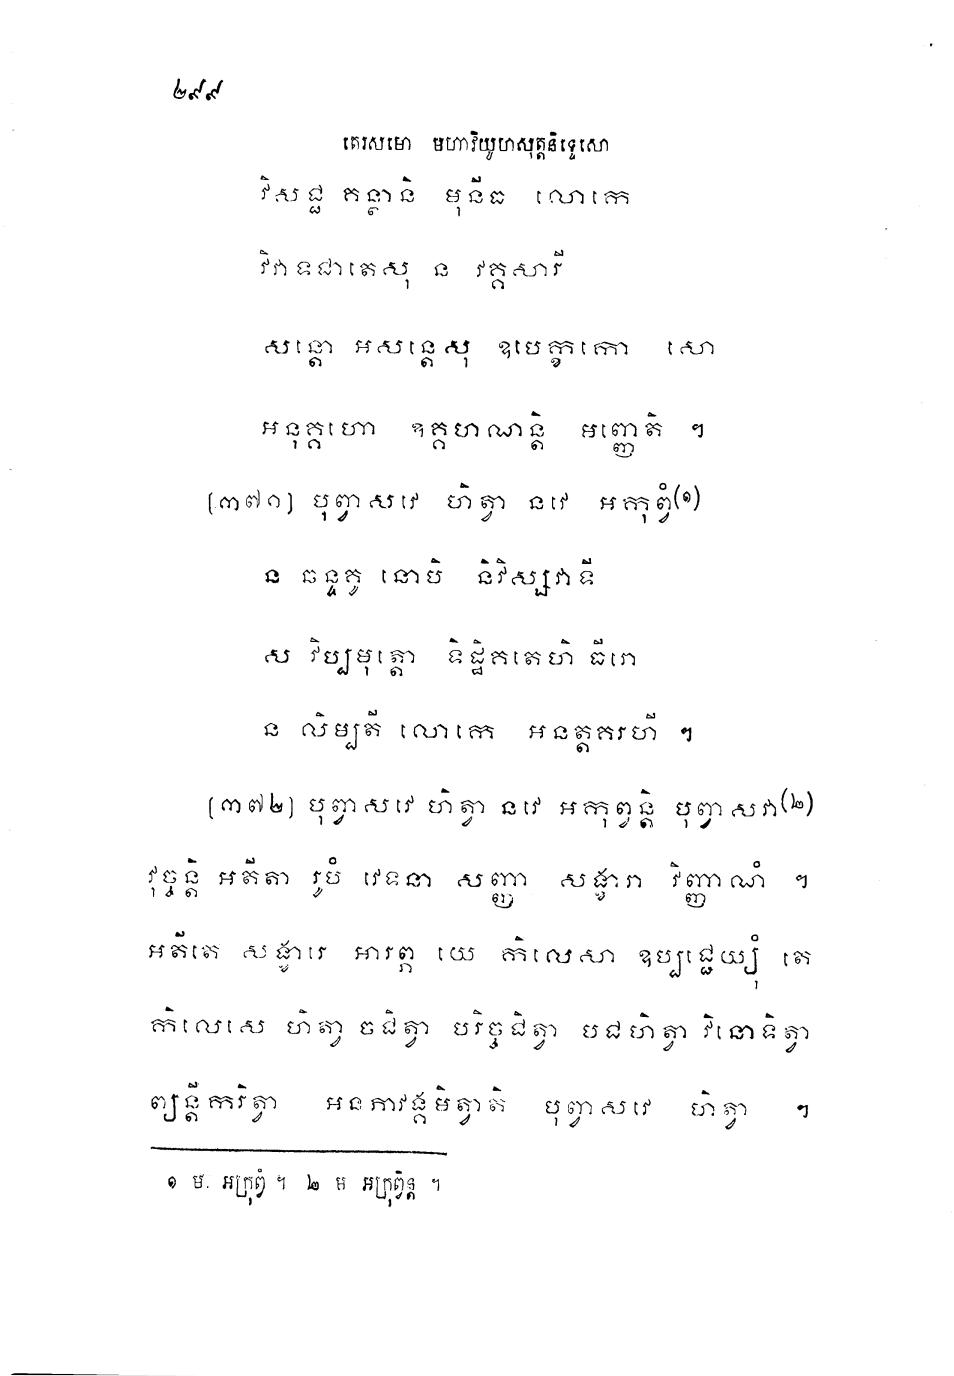 ២៩៩
តេរសមោ មហាវិយូហសុត្តនិទ្ទេសោ
វិសជ្ជ គន្ថានិ មុនីធ លោកេ
វិវាទជាតេសុ ន វគ្គសារី
សន្តោ អសន្តេសុ ឧបេក្ខកោ សោ
អនុគ្គហោ ឧគ្គហណន្តិ អញ្ញេតិ ។
[៣៧១] បុព្វាសវេ ហិត្វា នវេ អកុព្វំ(១)
ន ឆន្ទគូ នោបិ និវិស្សវាទី
ស វិប្បមុត្តោ ទិដ្ឋិគតេហិ ធីរោ
ន លិម្បតី លោកេ អនត្តគរហី ។
[៣៧២] បុព្វាសវេ ហិត្វា នវេ អកុព្វន្តិ បុព្វាសវា(២)
វុច្ចន្តិ អតីតា រូបំ វេទនា សញ្ញា សង្ខារា វិញ្ញាណំ ។
អតីតេ សង្ខារេ អារព្ភ យេ កិលេសា ឧប្បជ្ជេយ្យុំ តេ
កិលេសេ ហិត្វា ចជិត្វា បរិច្ចជិត្វា បជហិត្វា វិនោទិត្វា
ព្យន្តីករិត្វា អនភាវង្គមិត្វាតិ បុព្វាសវេ ហិត្វា ។
១ ម. អក្រុព្វំ ។ ២ ម អក្រុព្វិន្ត ។